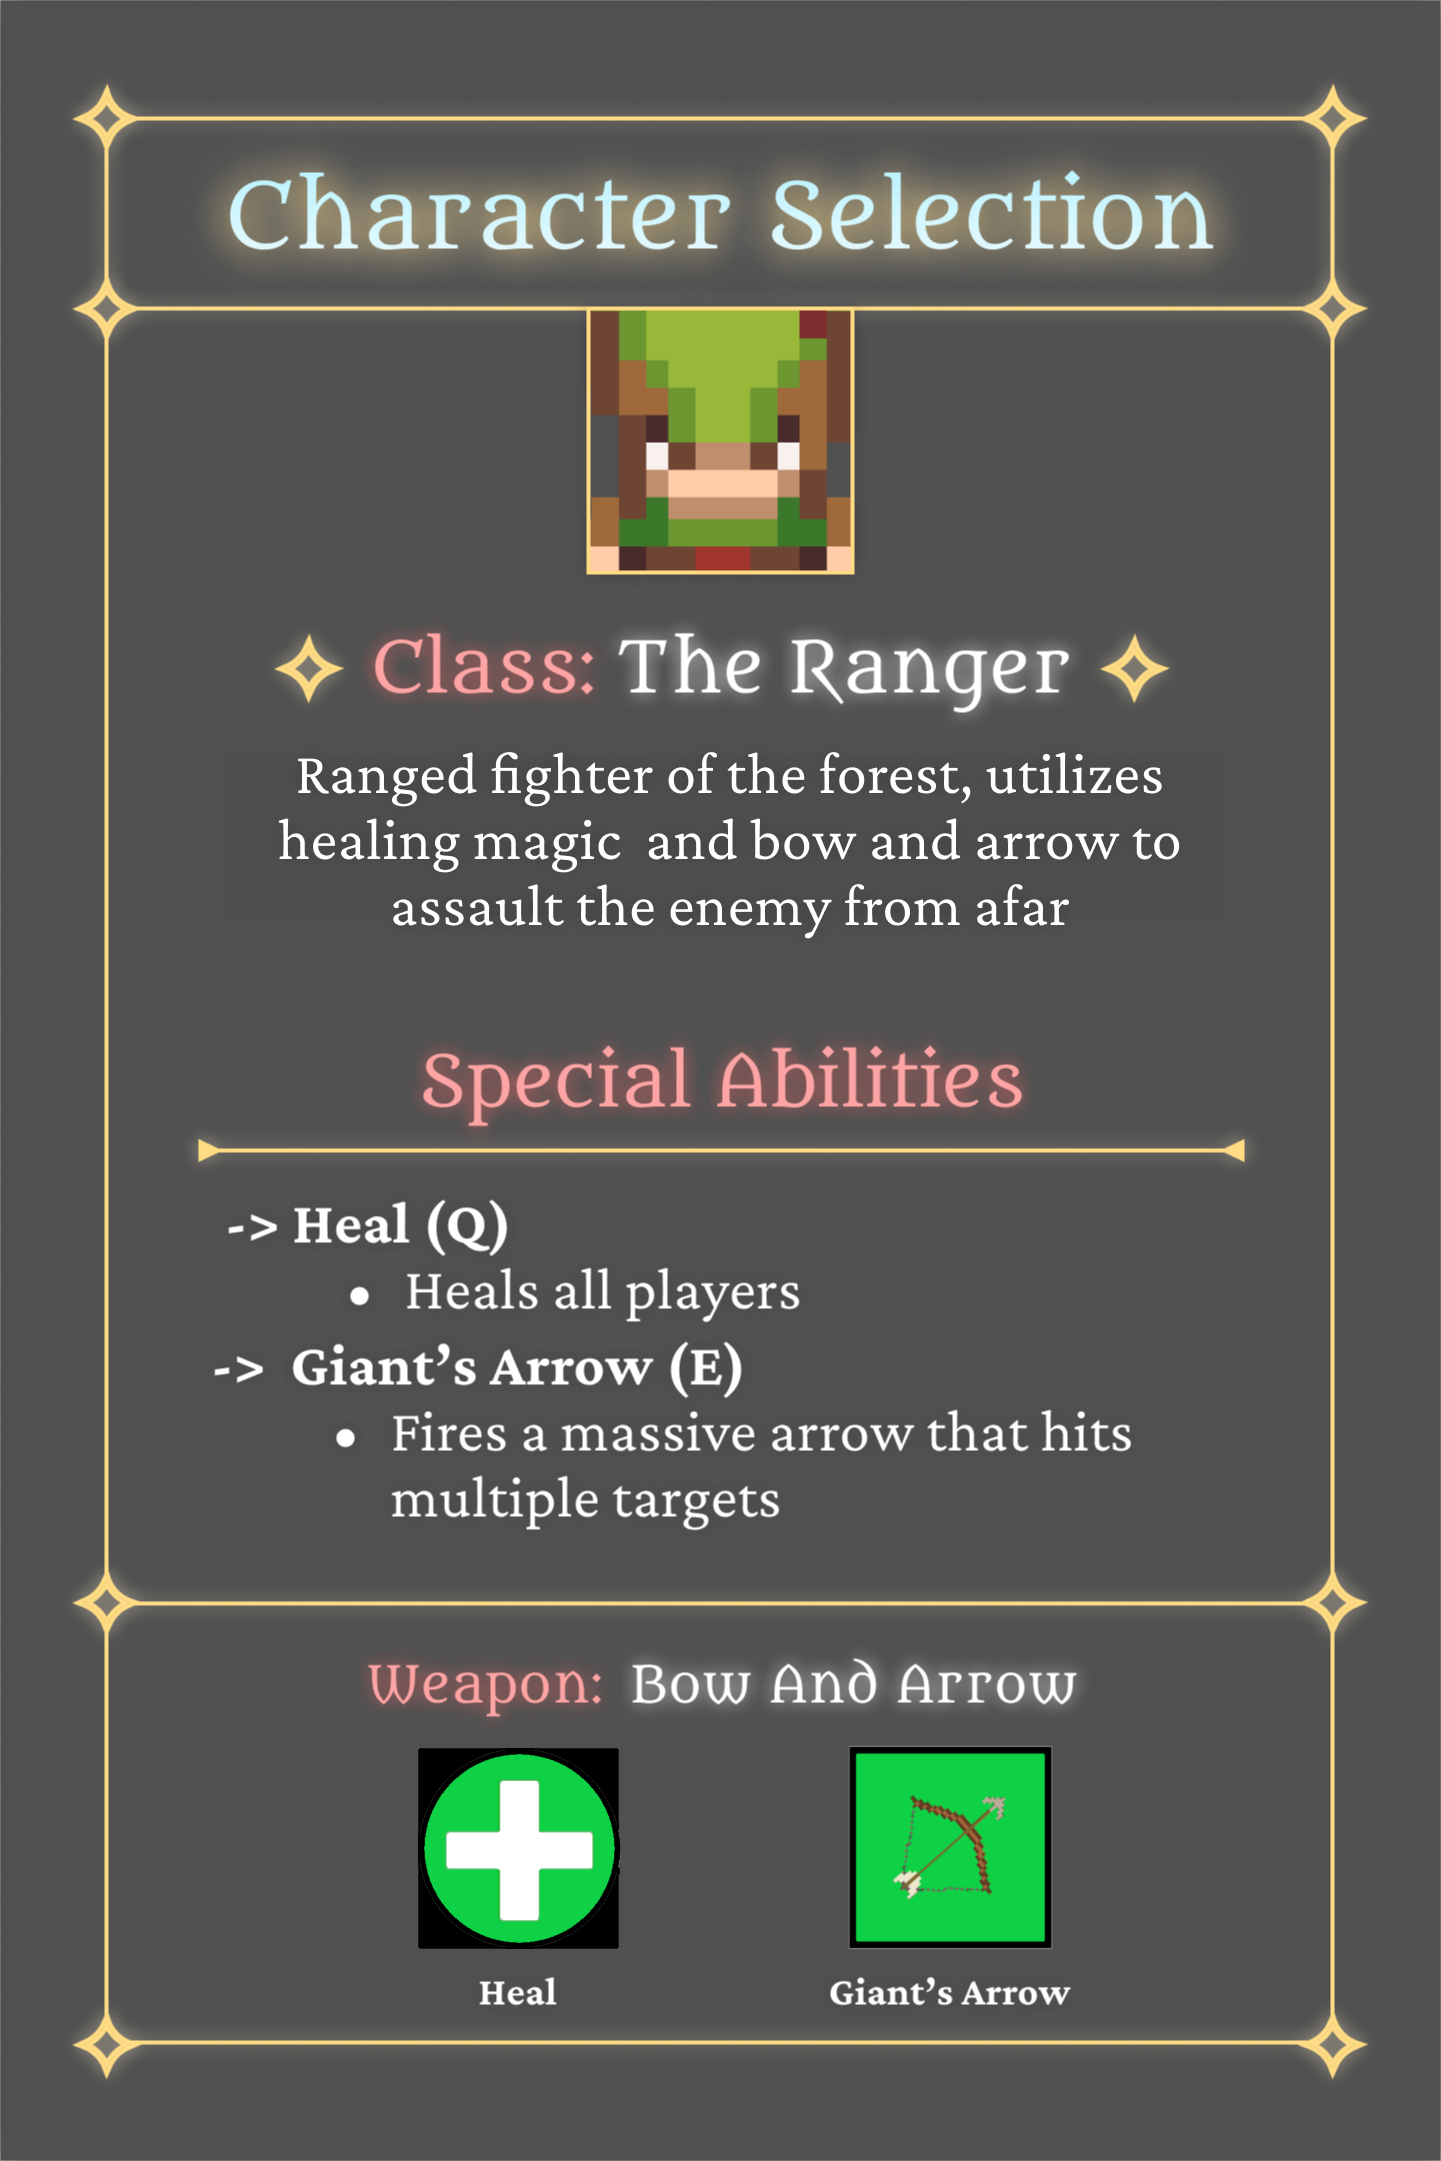 Character Selection
Class: The Ranger
Ranged fighter of the forest, utilizes
healing magic  and bow and arrow to
assault the enemy from afar
Special Abilities
-> Heal (Q)
• Heals all players
->  Giant’s Arrow (E)
• Fires a massive arrow that hits
multiple targets
Weapon: Bow And Arrow
Heal
Giant’s Arrow